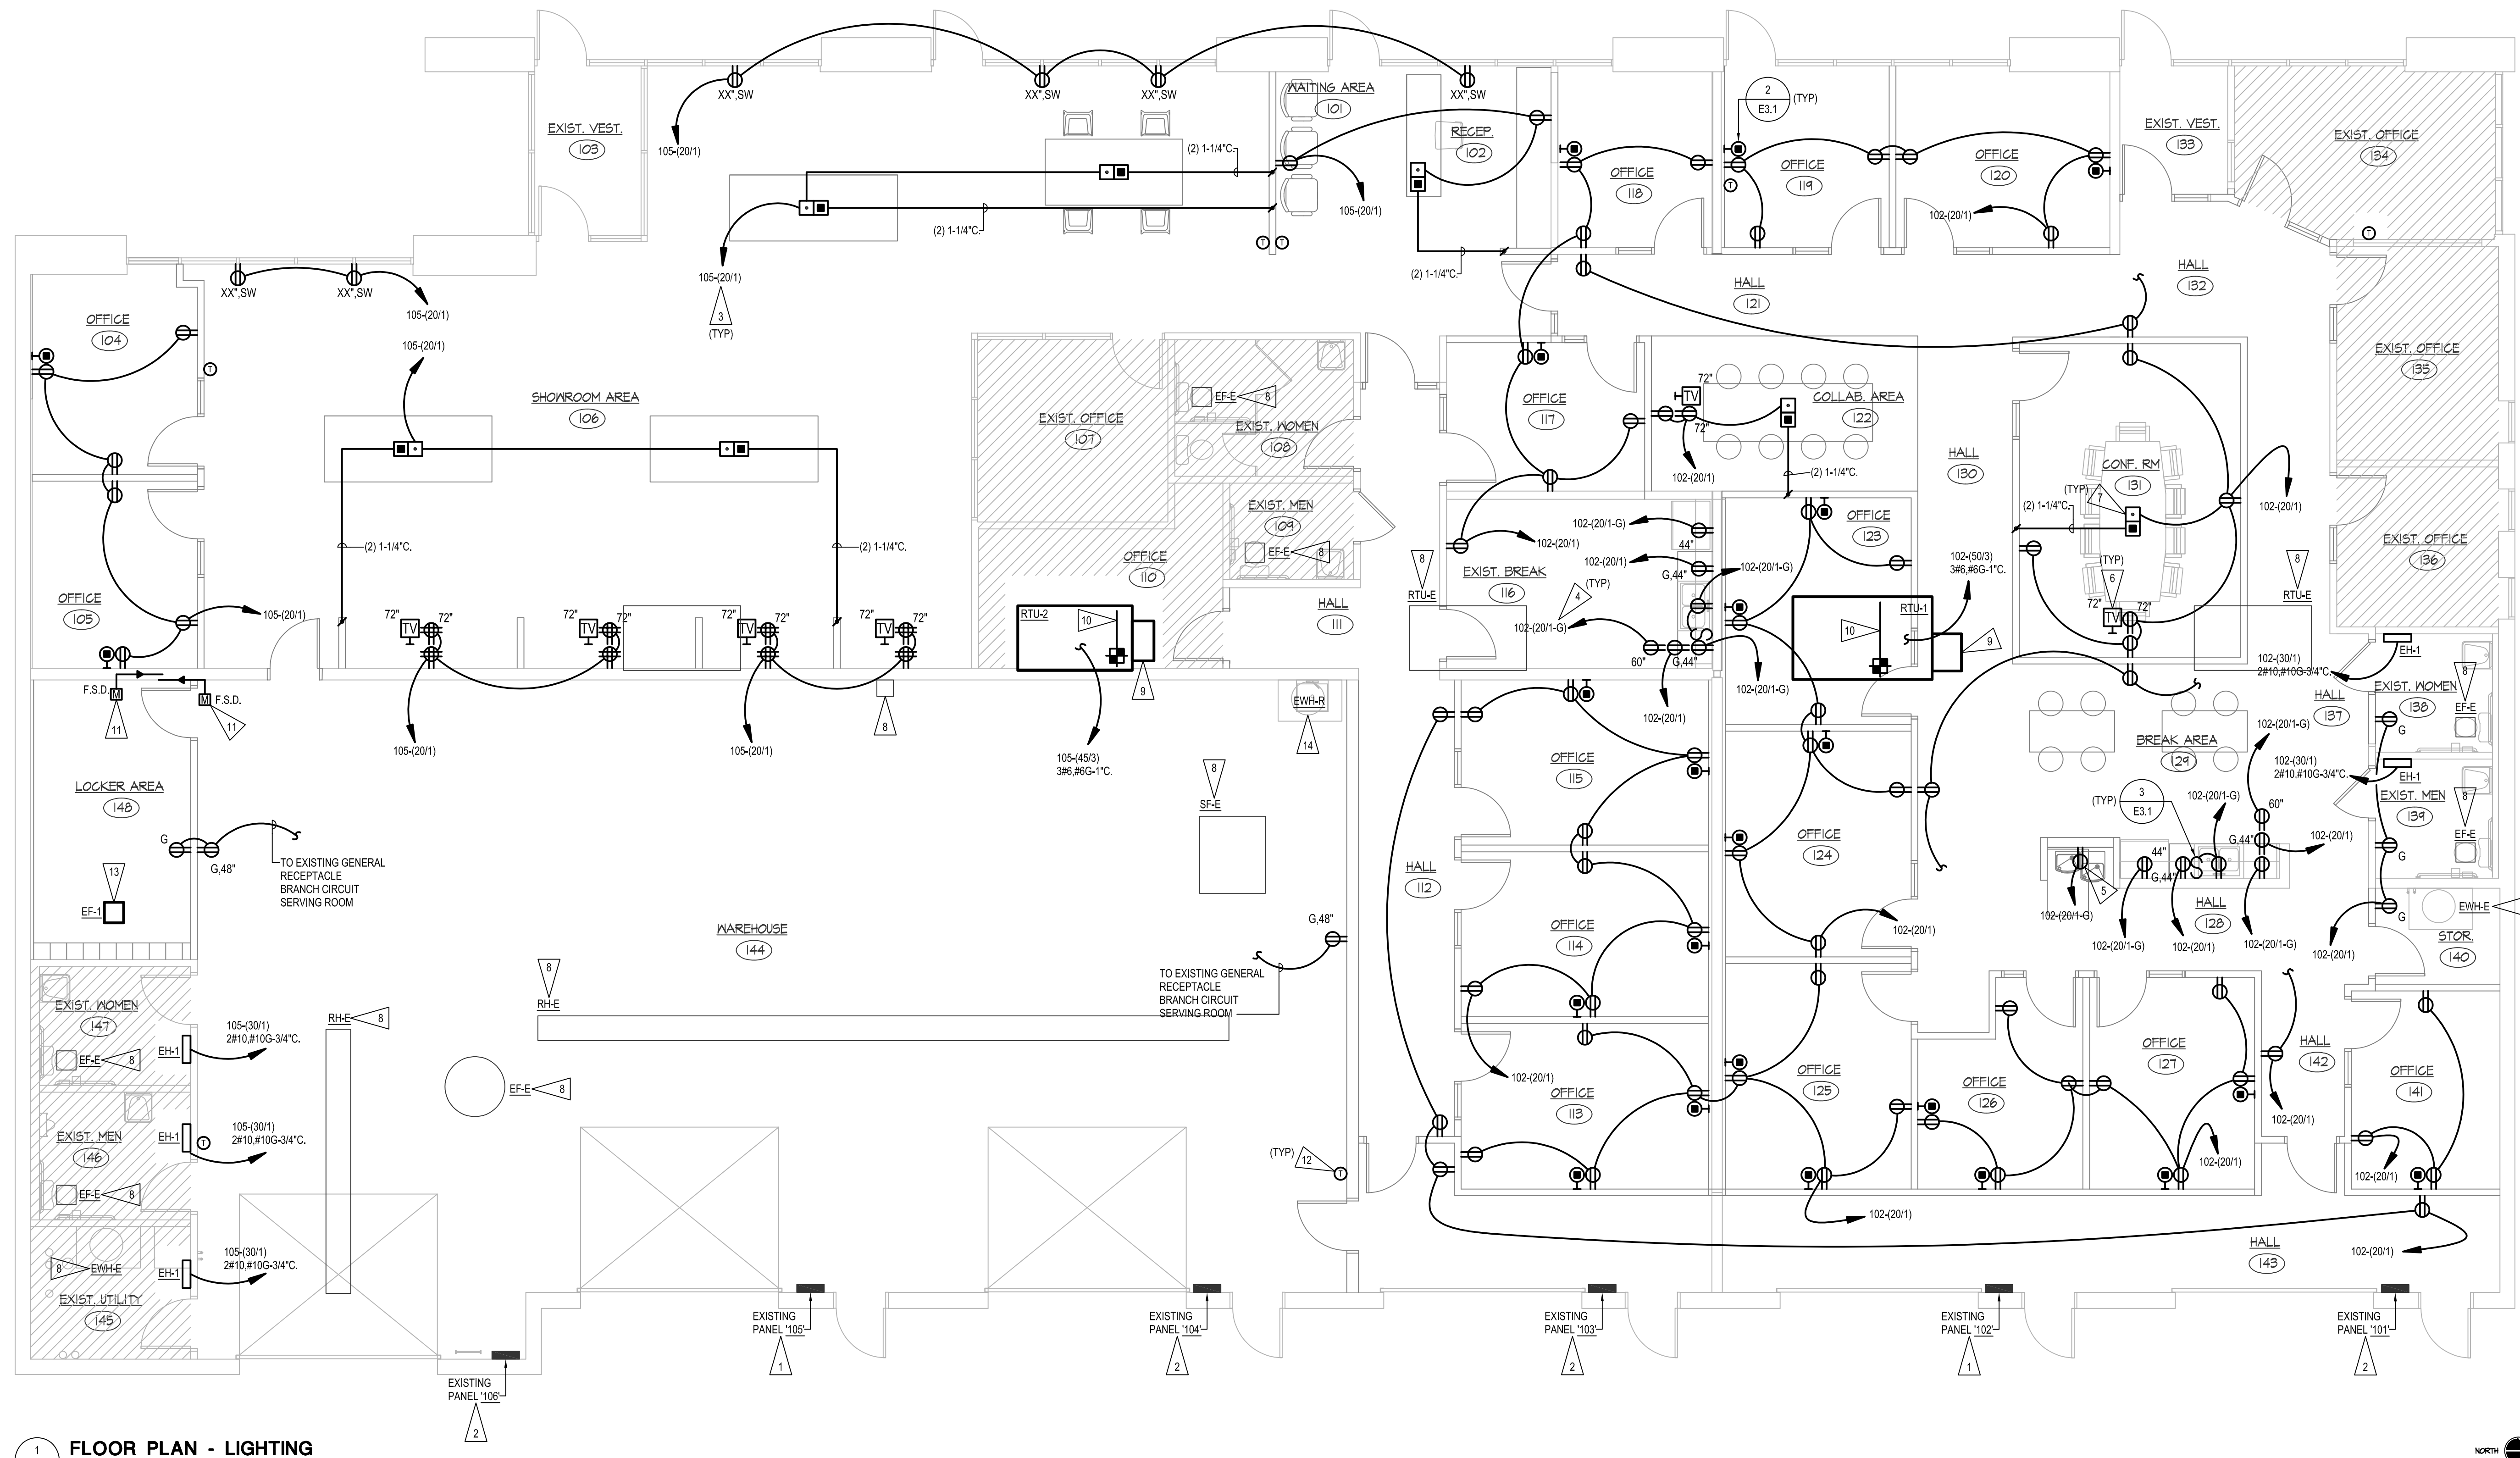 XX",SW
XX",SW
XX",SW
XX",SW
WAITING AREA
101
EXIST. VEST.
103
105-(20/1)
(2) 1-1/4"C.
RECEP.
102
2
E3.1
(TYP)
EXIST. VEST.
133
EXIST. OFFICE
134
OFFICE
118
OFFICE
119
OFFICE
120
T
105-(20/1)
102-(20/1)
(2) 1-1/4"C.
T
T
T
105-(20/1)
3
(TYP)
(2) 1-1/4"C.
HALL
121
HALL
132
XX",SW
XX",SW
105-(20/1)
OFFICE
104
T
105-(20/1)
SHOWROOM AREA
106
EXIST. OFFICE
107
EF-E
8
EXIST. WOMEN
108
EXIST. MEN
109
EF-E
8
OFFICE
110
HALL
111
OFFICE
117
72"
TV
72"
COLLAB. AREA
122
102-(20/1)
(2) 1-1/4"C.
HALL
130
CONF. RM
131
(TYP)
7
(2) 1-1/4"C.
102-(20/1)
EXIST. OFFICE
135
EXIST. OFFICE
136
(2) 1-1/4"C.
(2) 1-1/4"C.
OFFICE
105
105-(20/1)
72"
TV
72"
72"
TV
72"
72"
TV
72"
72"
TV
72"
RTU-2
10
9
8
RTU-E
102-(20/1)
102-(20/1-G)
44"
102-(20/1)
G,44"
102-(20/1-G)
EXIST. BREAK
116
4
(TYP)
102-(20/1-G)
60"
G,44"
102-(20/1)
102-(20/1-G)
OFFICE
123
102-(50/3)
3#6,#6G-1"C.
RTU-1
10
9
(TYP)
6
72"
TV
72"
8
RTU-E
102-(30/1)
2#10,#10G-3/4"C.
EH-1
EXIST. WOMEN
138
8
EF-E
HALL
137
G
F.S.D.
M
11
M
F.S.D.
11
105-(20/1)
105-(20/1)
8
105-(45/3)
3#6,#6G-1"C.
EWH-R
14
8
SF-E
LOCKER AREA
148
G
G,48"
TO EXISTING GENERAL
RECEPTACLE
BRANCH CIRCUIT
SERVING ROOM
13
EF-1
WAREHOUSE
144
G,48"
TO EXISTING GENERAL
RECEPTACLE
BRANCH CIRCUIT
SERVING ROOM
OFFICE
115
HALL
112
OFFICE
114
OFFICE
124
102-(20/1)
BREAK AREA
129
102-(20/1-G)
102-(30/1)
2#10,#10G-3/4"C.
EH-1
EXIST. MEN
139
8
EF-E
G
3
E3.1
(TYP)
102-(20/1-G)
60"
G,44"
102-(20/1)
44"
G,44"
5
102-(20/1-G)
102-(20/1-G)
102-(20/1)
102-(20/1-G)
HALL
128
G
102-(20/1)
EWH-E
STOR.
140
EXIST. WOMEN
147
EF-E
8
EH-1
105-(30/1)
2#10,#10G-3/4"C.
RH-E
8
8
RH-E
EF-E
8
EXIST. MEN
146
EH-1
T
105-(30/1)
2#10,#10G-3/4"C.
EF-E
8
102-(20/1)
OFFICE
113
OFFICE
125
OFFICE
126
OFFICE
127
HALL
142
OFFICE
141
102-(20/1)
102-(20/1)
102-(20/1)
(TYP)
12
T
102-(20/1)
102-(20/1)
HALL
143
8
EWH-E
EH-1
105-(30/1)
2#10,#10G-3/4"C.
EXIST. UTILITY
145
EXISTING
PANEL '106'
2
EXISTING
PANEL '105'
1
EXISTING
PANEL '104'
2
EXISTING
PANEL '103'
2
EXISTING
PANEL '102'
1
EXISTING
PANEL '101'
2
1
FLOOR PLAN - LIGHTING
NORTH